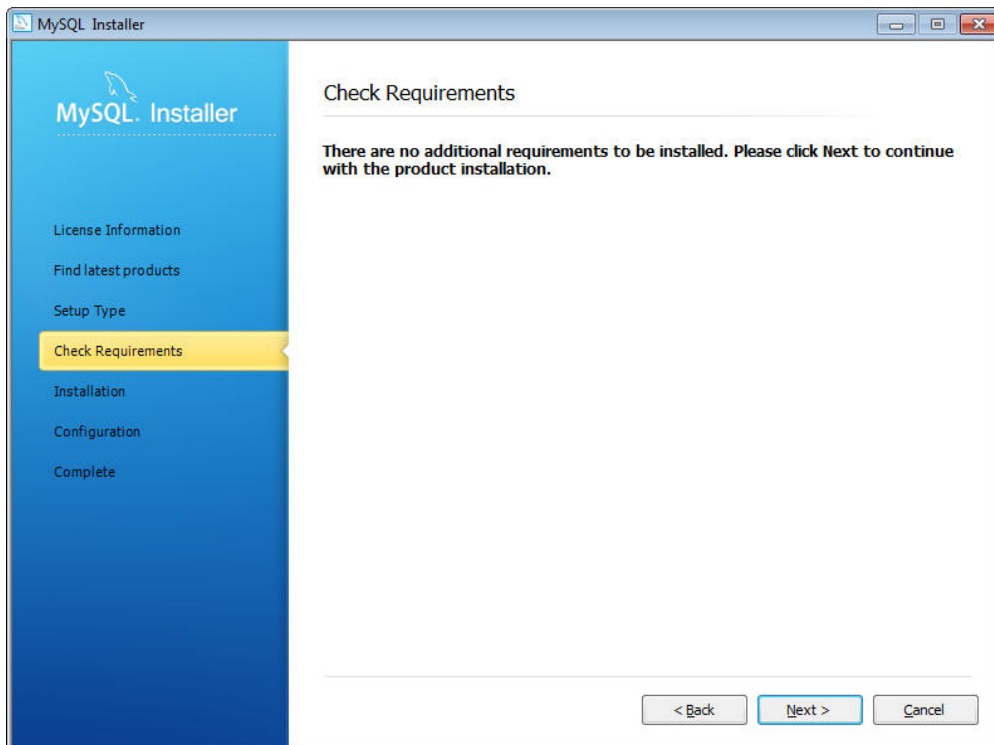 MySQL Installer
MySQL. Installer
License Information
Find latest products
Setup Type
Check Requirements
Installation
Configuration
Complete
Check Requirements
There are no additional requirements to be installed. Please click Next to continue
with the product installation.
< Back
Next >
Cancel